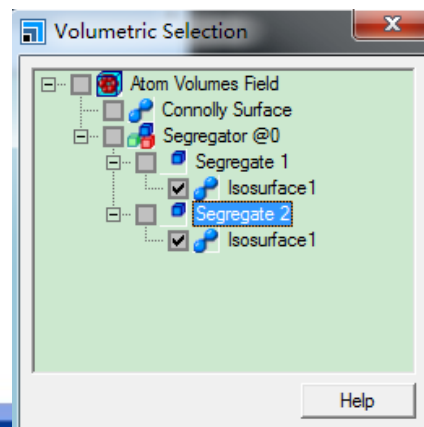 Volumetric Selection
Atom Volumes Field
Connolly Surface
Segregator @0
Segregate 1
Isosurface1
Segregate 2
Isosurface1
Help